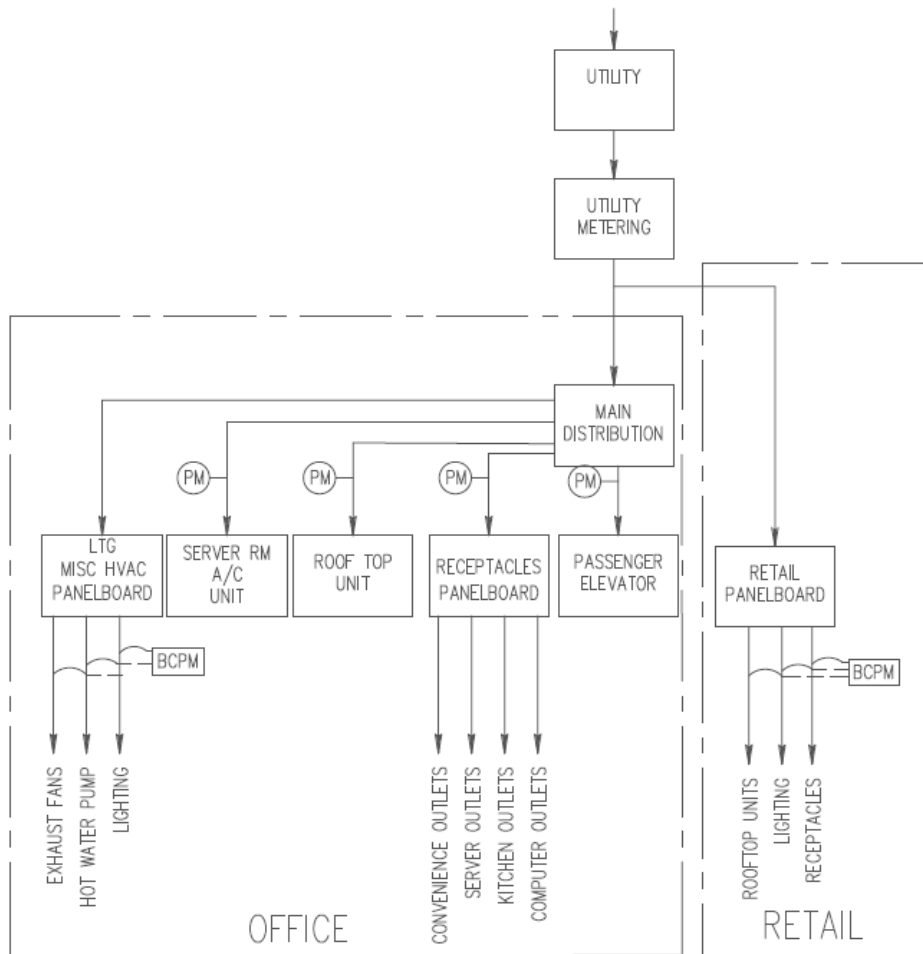 UTILITY
UTILITY
METERING
MAIN
DISTRIBUTION
PM
PM
PM
PM
LTG
MISC HVAC
PANELBOARD
SERVER RM
A/C
UNIT
ROOF TOP
UNIT
RECEPTACLES
PANELBOARD
PASSENGER
ELEVATOR
RETAIL
PANELBOARD
BCPM
BCPM
EXHAUST FANS
HOT WATER PUMP
LIGHTING
CONVENIENCE OUTLETS
SERVER OUTLETS
KITCHEN OUTLETS
COMPUTER OUTLETS
ROOFTOP UNITS
LIGHTING
RECEPTACLES
OFFICE
RETAIL